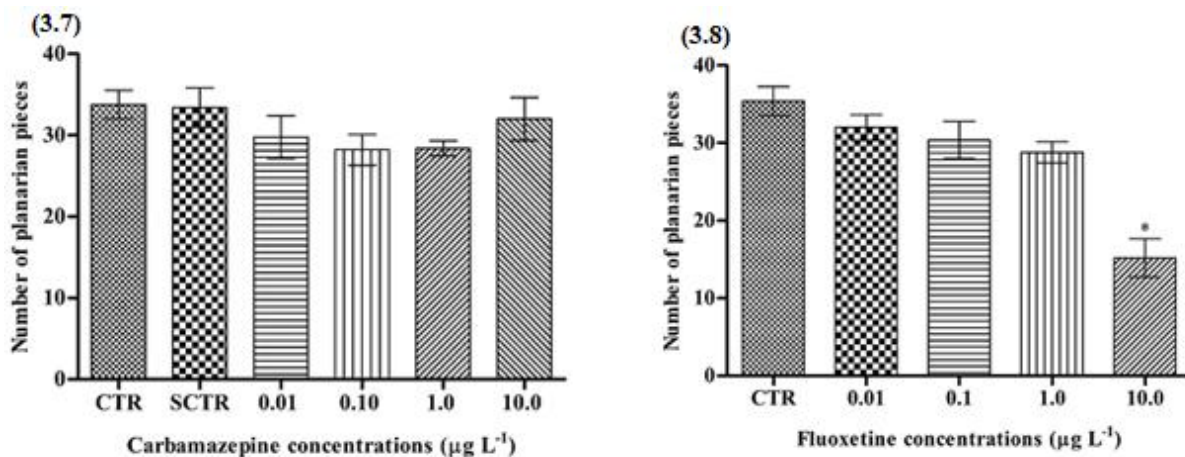 (3.7)
40
30
20
10
0
Number of planarian pieces
CTR SCTR 0.01 0.10 1.0 10.0
Carbamazepine concentrations (µg L⁻¹)
(3.8)
40
30
20
10
0
Number of planarian pieces
*
CTR 0.01 0.1 1.0 10.0
Fluoxetine concentrations (µg L⁻¹)